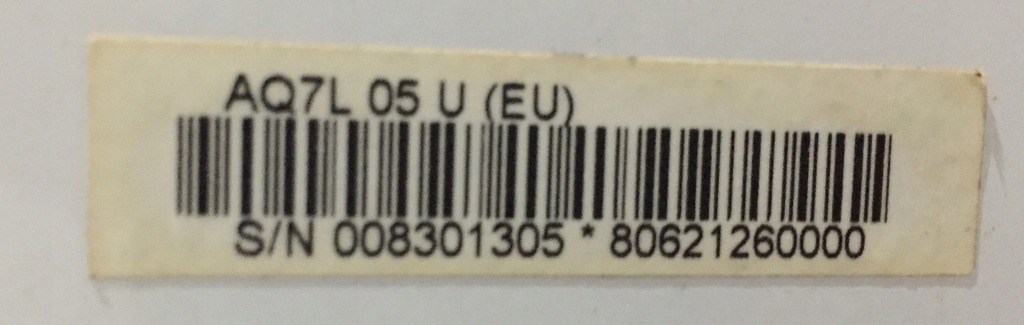 AQ7L 05 U (EU)
S/N 008301305 * 80621260000